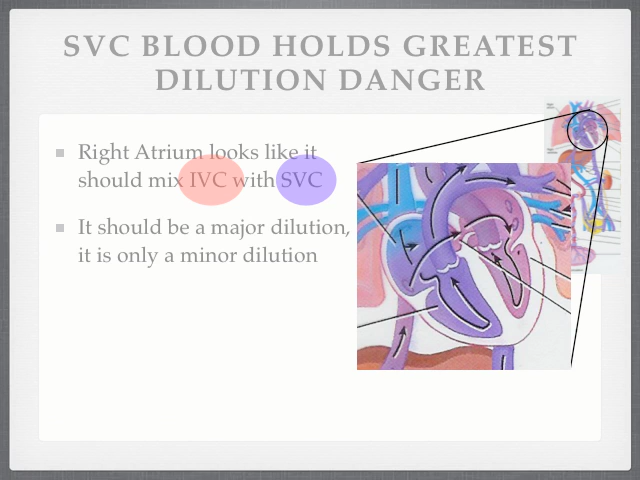 SVC BLOOD HOLDS GREATEST
DILUTION DANGER
Right Atrium looks like it
should mix IVC with SVC
It should be a major dilution,
it is only a minor dilution